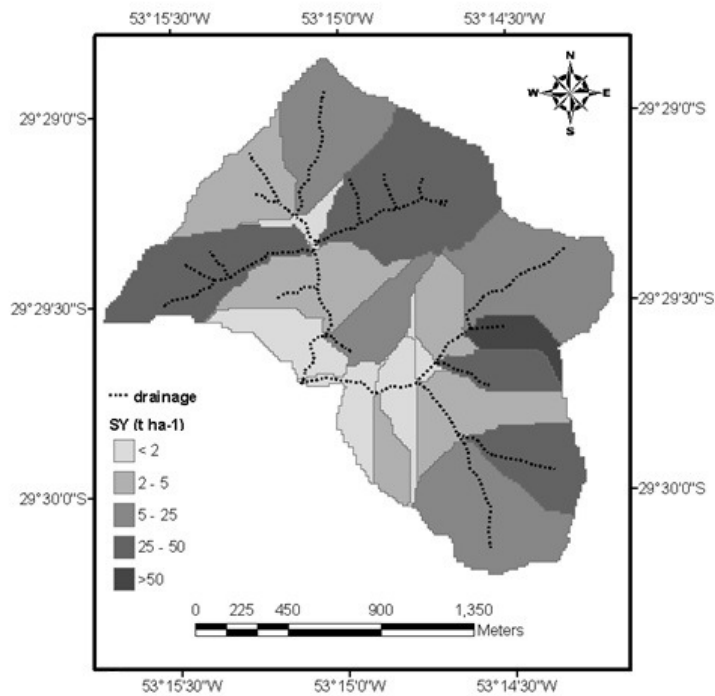 53°15'30"W 53°15'0"W 53°14'30"W
N
W E
S
29°29'0"S 29°29'0"S
29°29'30"S 29°29'30"S
drainage
SY (t ha-1)
< 2
2 - 5
5 - 25
25 - 50
>50
29°30'0"S 29°30'0"S
0 225 450 900 1,350
Meters
53°15'30"W 53°15'0"W 53°14'30"W